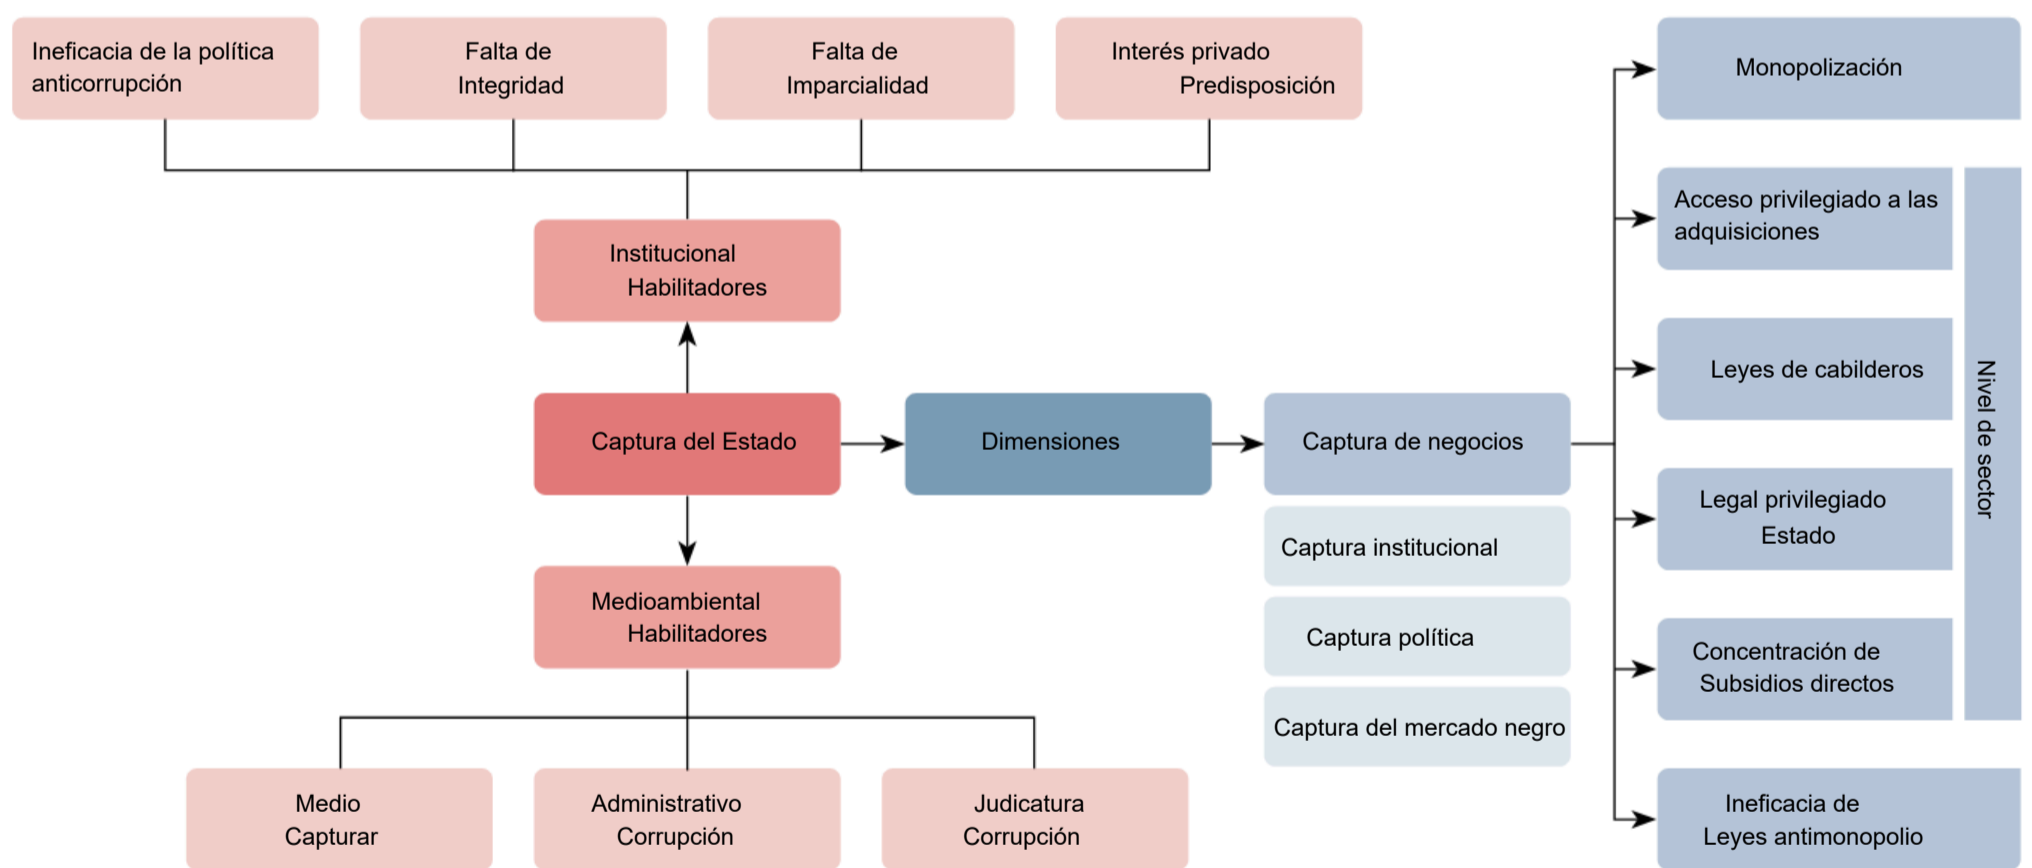 Ineficacia de la política
anticorrupción
Falta de
Integridad
Falta de
Imparcialidad
Interés privado
Predisposición
Institucional
Habilitadores
Captura del Estado
Medioambiental
Habilitadores
Medio
Capturar
Administrativo
Corrupción
Judicatura
Corrupción
Dimensiones
Captura de negocios
Captura institucional
Captura política
Captura del mercado negro
Monopolización
Acceso privilegiado a las
adquisiciones
Leyes de cabilderos
Legal privilegiado
Estado
Concentración de
Subsidios directos
Nivel de sector
Ineficacia de
Leyes antimonopolio